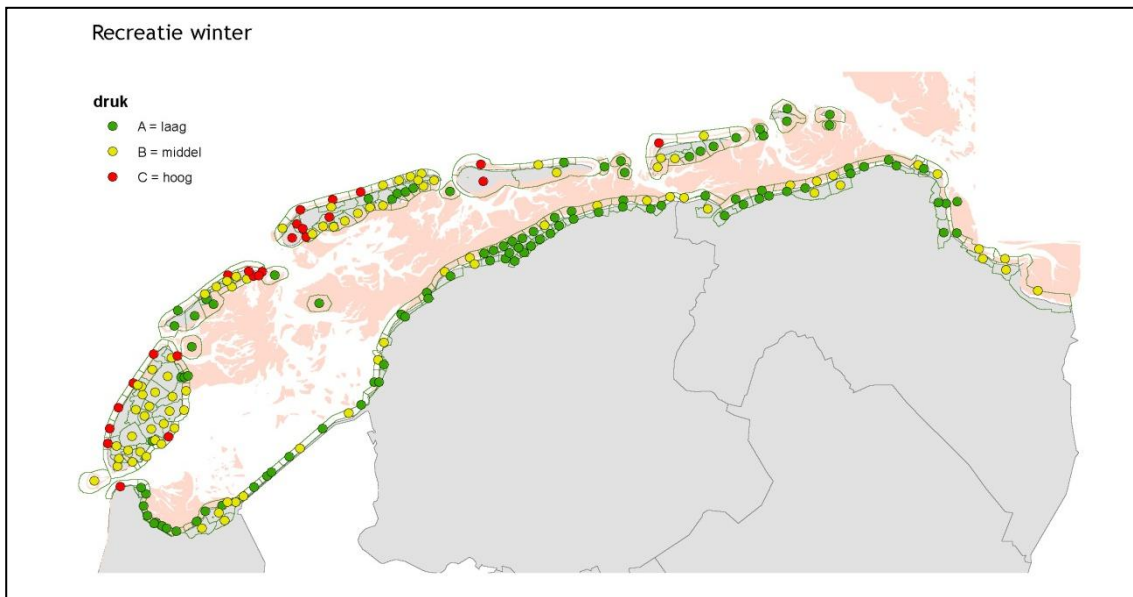 Recreatie winter
druk
A = laag
B = middel
C = hoog